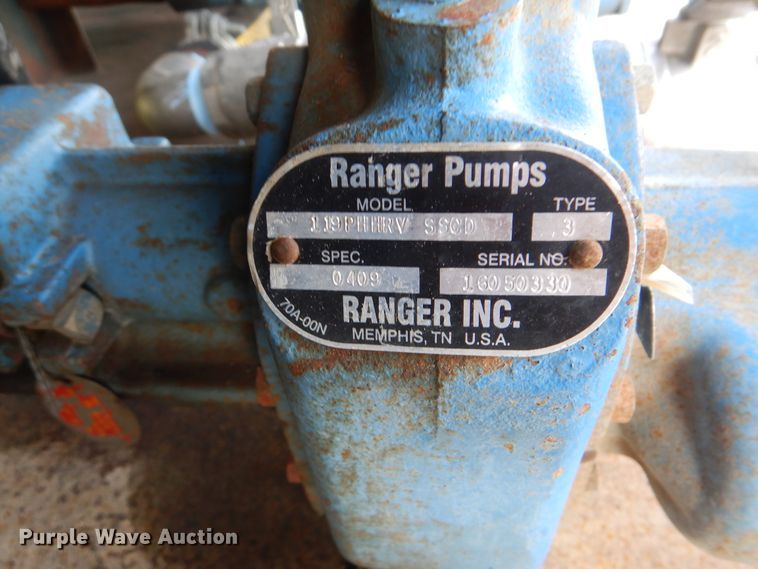 Ranger Pumps
MODEL TYPE
SSCD 3
SPEC. SERIAL NO.
0409 16050330
RANGER INC.
MEMPHIS, TN U.S.A.
70A-00N
Purple Wave Auction